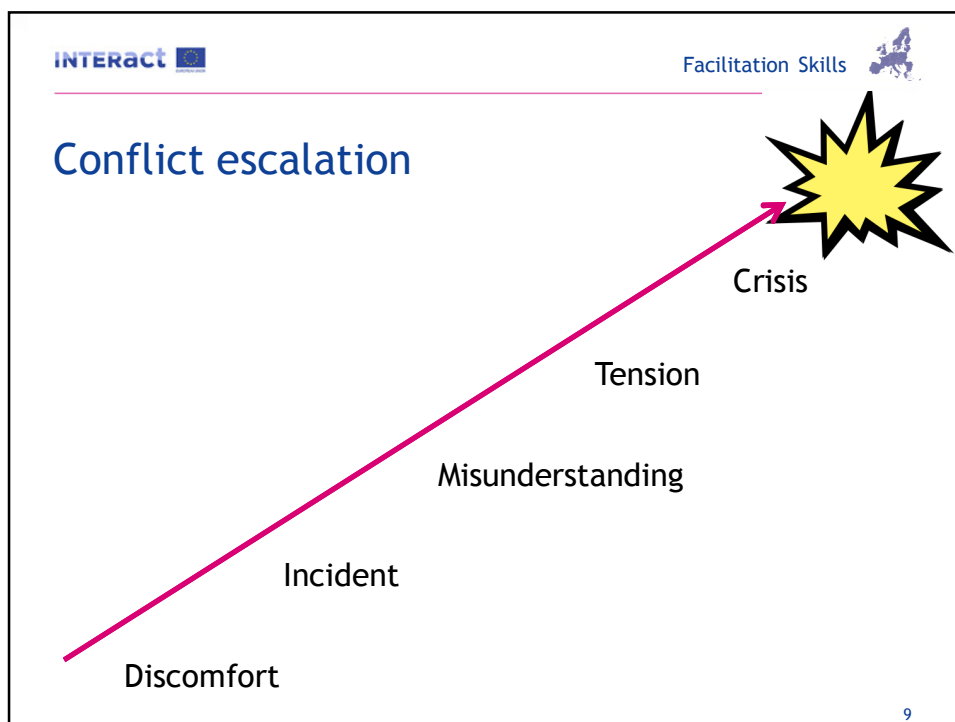 INTERact
Facilitation Skills
Conflict escalation
Crisis
Tension
Misunderstanding
Incident
Discomfort
9